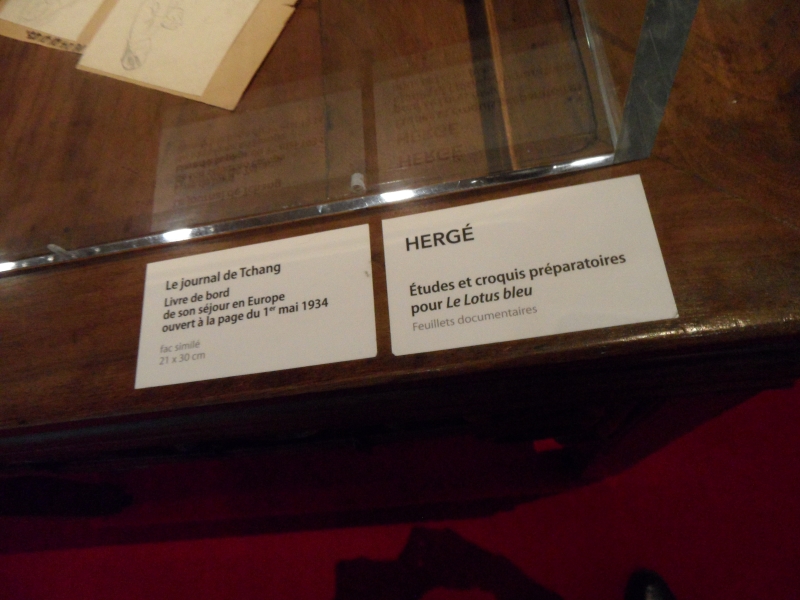 Le journal de Tchang
Livre de bord
de son séjour en Europe
ouvert à la page du 1er mai 1934
fac similé
21 x 30 cm
HERGÉ
Études et croquis préparatoires
pour Le Lotus bleu
Feuillets documentaires